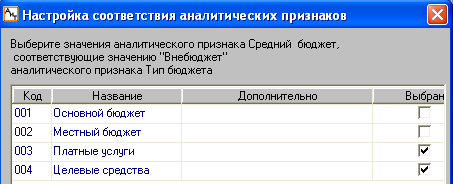 Настройка соответствия аналитических признаков
Выберите значения аналитического признака Средний бюджет,
соответствующие значению "Внебюджет"
аналитического признака Тип бюджета
Код Название Дополнительно Выбран
001 Основной бюджет
002 Местный бюджет
003 Платные услуги
004 Целевые средства